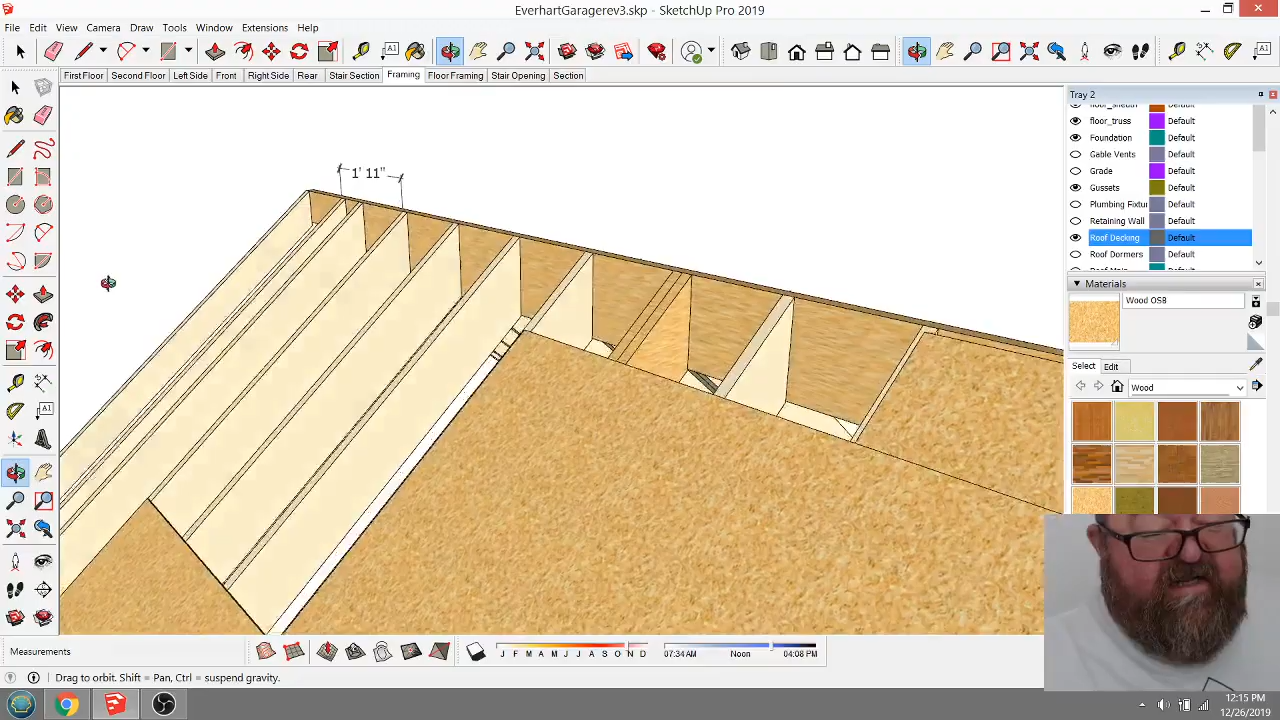 EverhartGaragerev3.skp - SketchUp Pro 2019
File Edit View Camera Draw Tools Window Extensions Help
First Floor Second Floor Left Side Front Right Side Rear Stair Section Framing Floor Framing Stair Opening Section
Tray 2
floor_sheath Default
floor_truss Default
Foundation Default
Gable Vents Default
Grade Default
Gussets Default
Plumbing Fixtur Default
Retaining Wall Default
Roof Decking Default
Roof Dormers Default
1' 11"
Materials
Wood OSB
Select Edit
Wood
Measurements
J F M A M J J A S O N D
07:34 AM Noon 04:08 PM
Drag to orbit. Shift = Pan, Ctrl = suspend gravity.
12:15 PM
12/26/2019